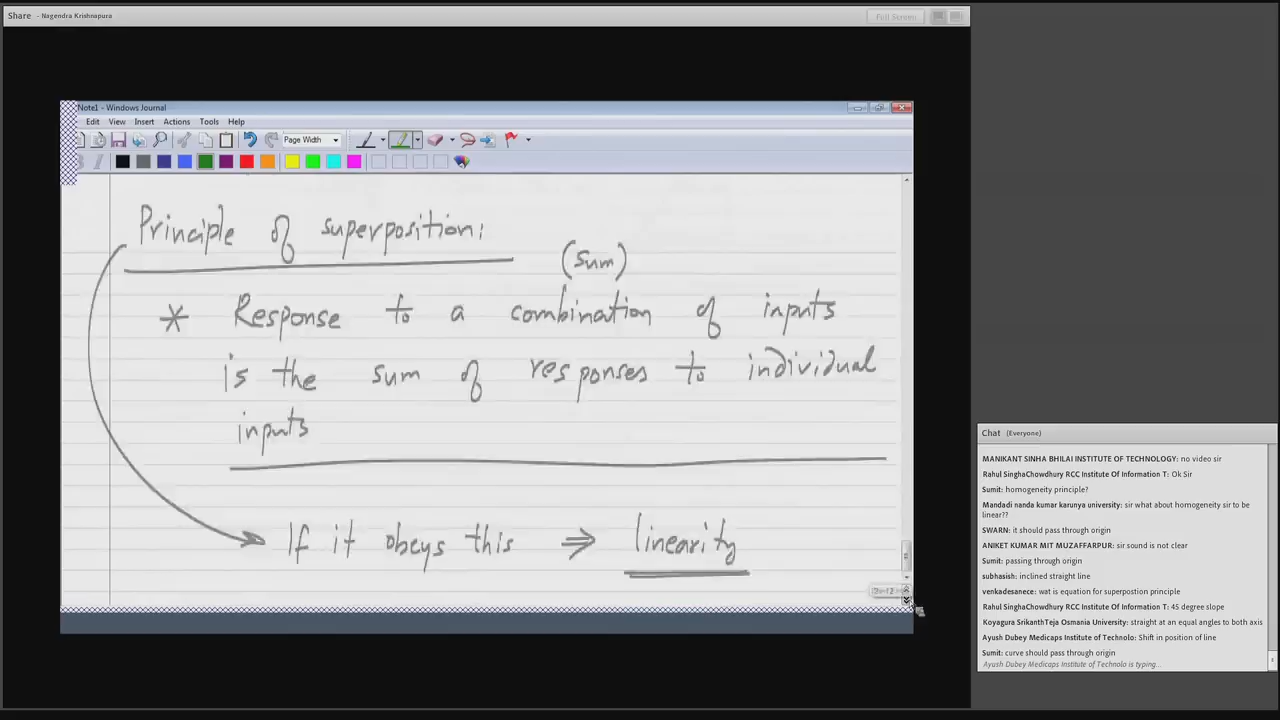 Share - Nagendra Krishnapura
Full Screen
Note1 - Windows Journal
Edit View Insert Actions Tools Help
Page Width
Principle of superposition:
(sum)
* Response to a combination of inputs
is the sum of responses to individual
inputs
If it obeys this ⇒ linearity
Chat (Everyone)
MANIKANT SINHA BHILAI INSTITUTE OF TECHNOLOGY: no video sir
Rahul SinghaChowdhury RCC Institute Of Information T: Ok Sir
Sumit: homogeneity principle?
Mandadi nanda kumar karunya university: sir what about homogeneity sir to be
linear??
SWARN: it should pass through origin
ANIKET KUMAR MIT MUZAFFARPUR: sir sound is not clear
Sumit: passing through origin
subhasish: inclined straight line
venkadesanece: wat is equation for superpostion principle
Rahul SinghaChowdhury RCC Institute Of Information T: 45 degree slope
Koyagura SrikanthTeja Osmania University: straight at an equal angles to both axis
Ayush Dubey Medicaps Institute of Technolo: Shift in position of line
Sumit: curve should pass through origin
Ayush Dubey Medicaps Institute of Technolo is typing...